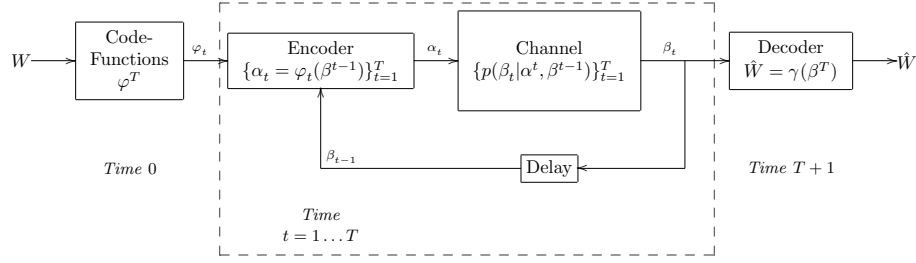 W
Code-
Functions
φ^T
φ_t
Encoder
{α_t = φ_t(β^{t−1})}_{t=1}^T
α_t
Channel
{p(β_t|α^t, β^{t−1})}_{t=1}^T
β_t
Decoder
Ŵ = γ(β^T)
Ŵ
β_{t−1}
Delay
Time 0
Time T + 1
Time
t = 1 … T